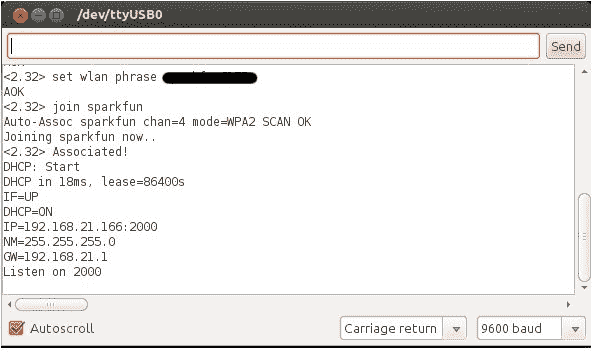 /dev/ttyUSB0
Send
<2.32> set wlan phrase
AOK
<2.32> join sparkfun
Auto-Assoc sparkfun chan=4 mode=WPA2 SCAN OK
Joining sparkfun now..
<2.32> Associated!
DHCP: Start
DHCP in 18ms, lease=86400s
IF=UP
DHCP=ON
IP=192.168.21.166:2000
NM=255.255.255.0
GW=192.168.21.1
Listen on 2000
Autoscroll
Carriage return
9600 baud